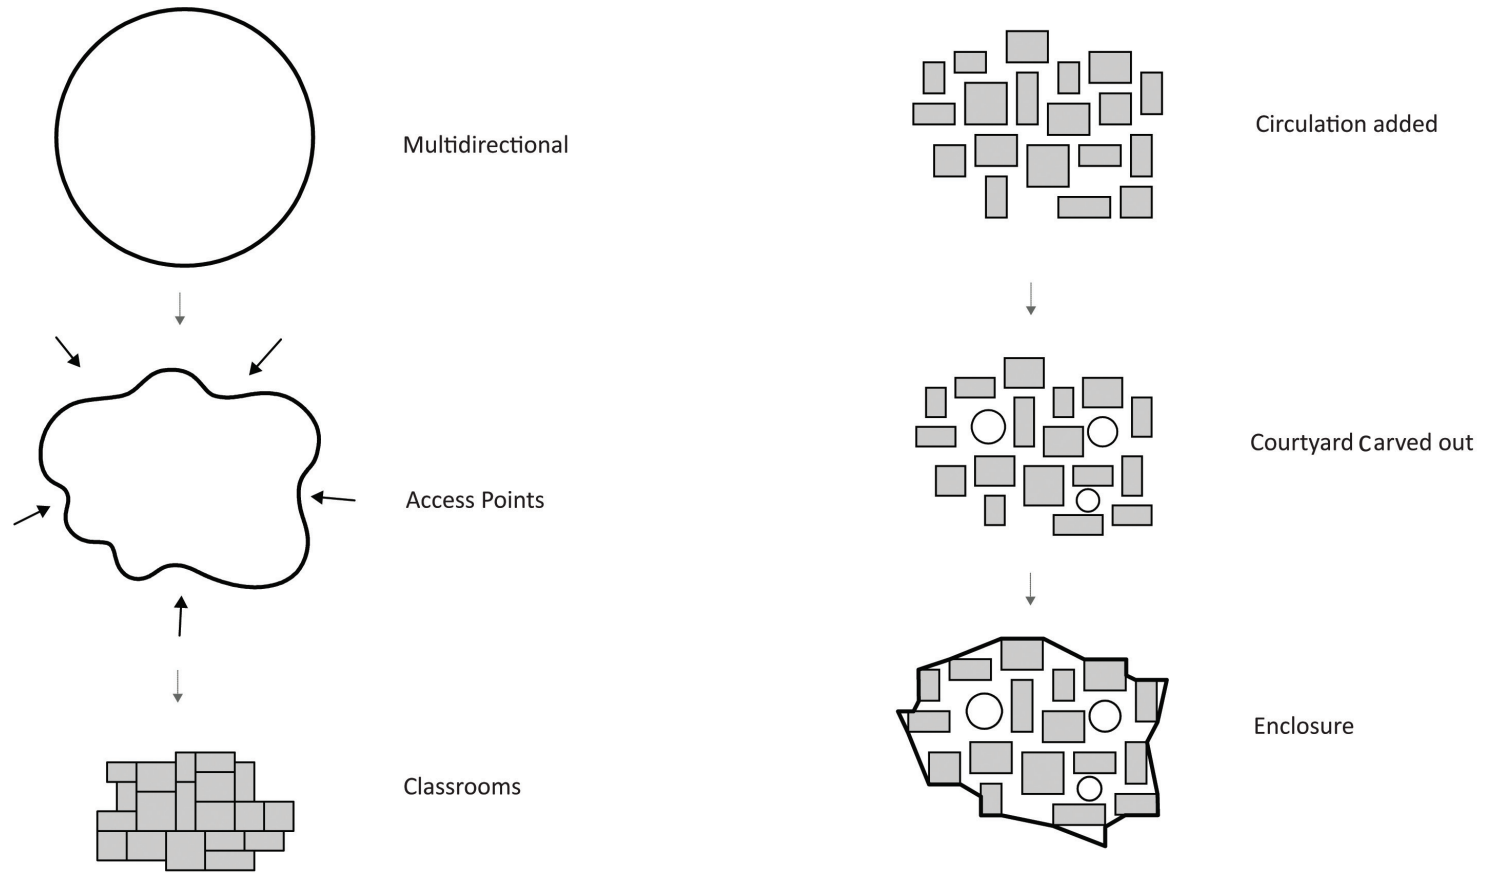 Multidirectional
Access Points
Classrooms
Circulation added
Courtyard carved out
Enclosure